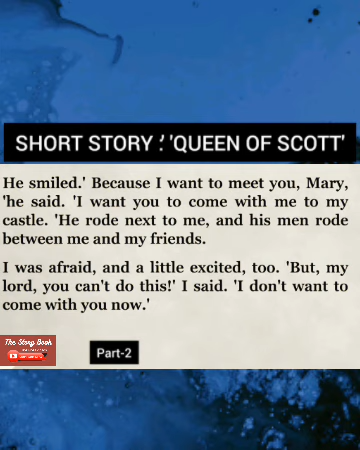 SHORT STORY :' 'QUEEN OF SCOTT'
He smiled.' Because I want to meet you, Mary,
'he said. 'I want you to come with me to my
castle. 'He rode next to me, and his men rode
between me and my friends.
I was afraid, and a little excited, too. 'But, my
lord, you can't do this!' I said. 'I don't want to
come with you now.'
The Story Book
Part-2